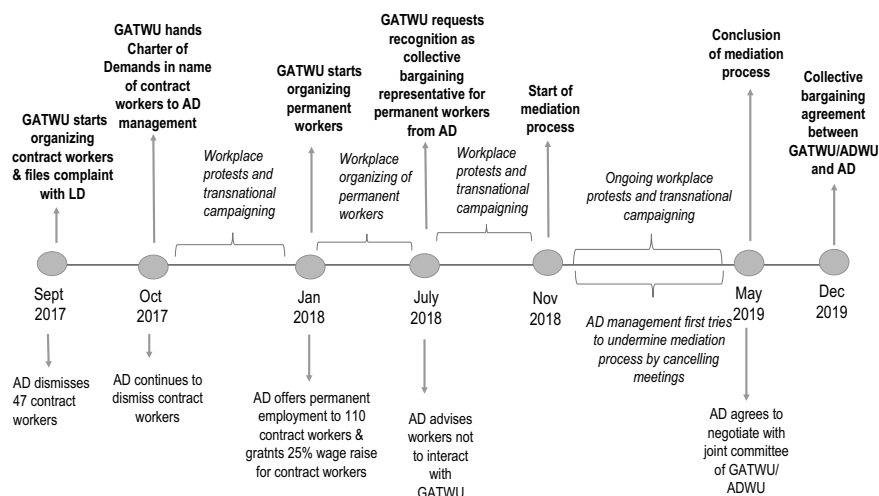 GATWU hands
Charter of
Demands in name
of contract
workers to AD
management
GATWU starts
organizing
contract workers
& files complaint
with LD
GATWU starts
organizing
permanent
workers
GATWU requests
recognition as
collective
bargaining
representative for
permanent workers
from AD
Start of
mediation
process
Conclusion
of mediation
process
Collective
bargaining
agreement
between
GATWU/ADWU
and AD
Workplace
protests and
transnational
campaigning
Workplace
organizing of
permanent
workers
Workplace
protests and
transnational
campaigning
Ongoing workplace
protests and transnational
campaigning
Sept
2017
Oct
2017
Jan
2018
July
2018
Nov
2018
May
2019
Dec
2019
AD management first tries
to undermine mediation
process by cancelling
meetings
AD dismisses
47 contract
workers
AD continues to
dismiss contract
workers
AD offers permanent
employment to 110
contract workers &
gratnts 25% wage raise
for contract workers
AD advises
workers not
to interact
with
GATWU
AD agrees to
negotiate with
joint committee
of GATWU/
ADWU